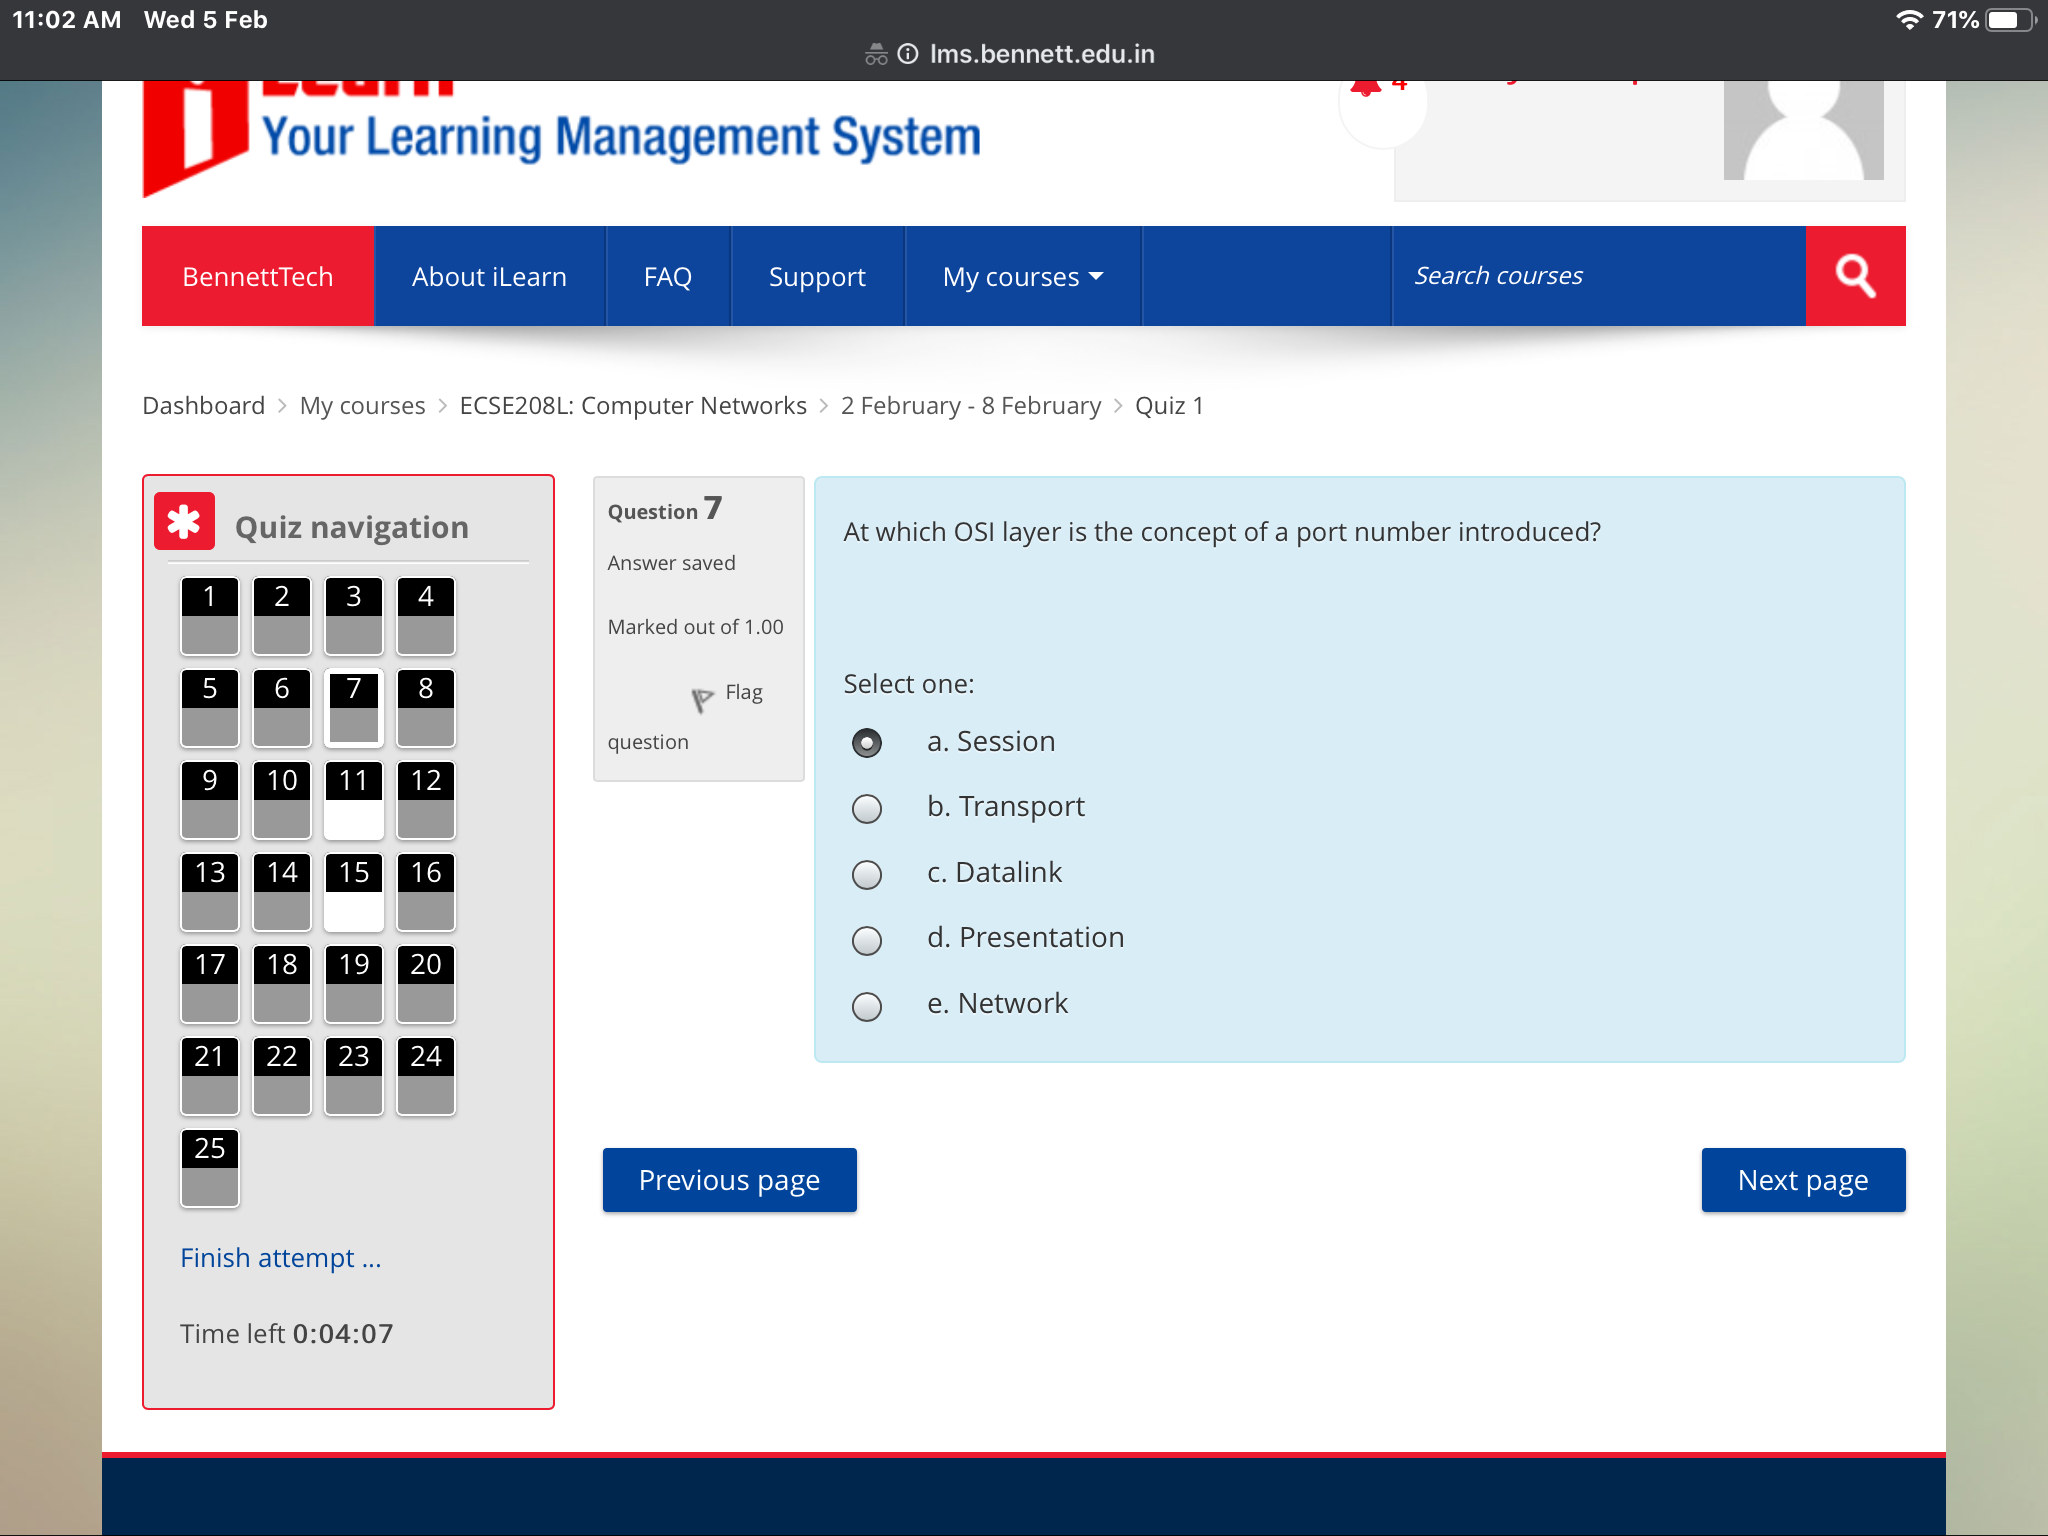 11:02 AM Wed 5 Feb
71%
lms.bennett.edu.in
iLearn
4
Your Learning Management System
BennettTech About iLearn FAQ Support My courses Search courses
Dashboard > My courses > ECSE208L: Computer Networks > 2 February - 8 February > Quiz 1
Quiz navigation
1 2 3 4
5 6 7 8
9 10 11 12
13 14 15 16
17 18 19 20
21 22 23 24
25
Finish attempt ...
Time left 0:04:07
Question 7
Answer saved
Marked out of 1.00
Flag
question
At which OSI layer is the concept of a port number introduced?
Select one:
a. Session
b. Transport
c. Datalink
d. Presentation
e. Network
Previous page Next page